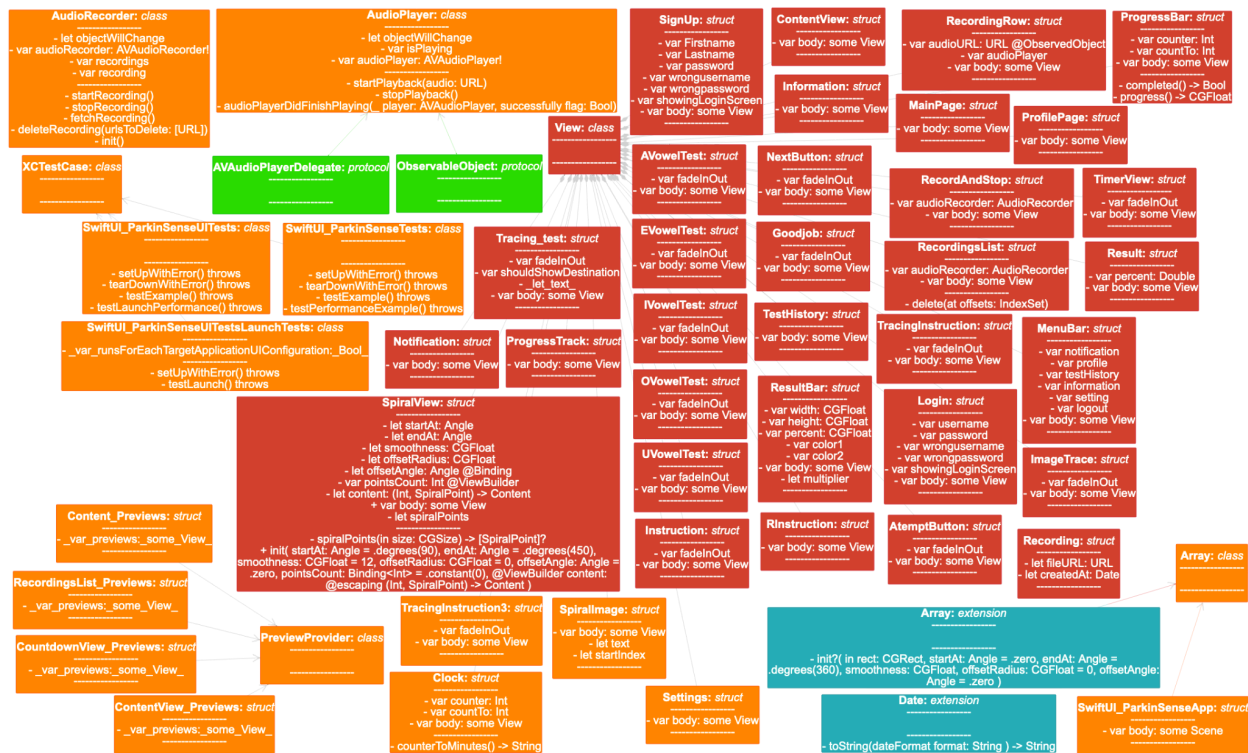 AudioRecorder: class
-----------------
- let objectWillChange
- var audioRecorder: AVAudioRecorder!
- var recordings
- var recording
-----------------
- startRecording()
- stopRecording()
- fetchRecording()
- deleteRecording(urlsToDelete: [URL])
- init()
AudioPlayer: class
-----------------
- let objectWillChange
- var isPlaying
- var audioPlayer: AVAudioPlayer!
-----------------
- startPlayback(audio: URL)
- stopPlayback()
- audioPlayerDidFinishPlaying(_ player: AVAudioPlayer, successfully flag: Bool)
SignUp: struct
-----------------
- var Firstname
- var Lastname
- var password
- var wrongusername
- var wrongpassword
- var showingLoginScreen
- var body: some View
-----------------
ContentView: struct
-----------------
- var body: some View
-----------------
RecordingRow: struct
-----------------
- var audioURL: URL @ObservedObject
- var audioPlayer
- var body: some View
-----------------
ProgressBar: struct
-----------------
- var counter: Int
- var countTo: Int
- var body: some View
-----------------
- completed() -> Bool
- progress() -> CGFloat
Information: struct
-----------------
- var body: some View
-----------------
MainPage: struct
-----------------
- var body: some View
-----------------
ProfilePage: struct
-----------------
- var body: some View
-----------------
View: class
-----------------
-----------------
XCTestCase: class
-----------------
-----------------
AVAudioPlayerDelegate: protocol
-----------------
-----------------
ObservableObject: protocol
-----------------
-----------------
AVowelTest: struct
-----------------
- var fadeInOut
- var body: some View
-----------------
NextButton: struct
-----------------
- var fadeInOut
- var body: some View
-----------------
RecordAndStop: struct
-----------------
- var audioRecorder: AudioRecorder
- var body: some View
-----------------
TimerView: struct
-----------------
- var fadeInOut
- var body: some View
-----------------
SwiftUI_ParkinSenseUITests: class
-----------------
-----------------
- setUpWithError() throws
- tearDownWithError() throws
- testExample() throws
- testLaunchPerformance() throws
SwiftUI_ParkinSenseTests: class
-----------------
-----------------
- setUpWithError() throws
- tearDownWithError() throws
- testExample() throws
- testPerformanceExample() throws
Tracing_test: struct
-----------------
- var fadeInOut
- var shouldShowDestination
- _let_text_
- var body: some View
-----------------
EVowelTest: struct
-----------------
- var fadeInOut
- var body: some View
-----------------
Goodjob: struct
-----------------
- var fadeInOut
- var body: some View
-----------------
RecordingsList: struct
-----------------
- var audioRecorder: AudioRecorder
- var body: some View
-----------------
- delete(at offsets: IndexSet)
Result: struct
-----------------
- var percent: Double
- var body: some View
-----------------
SwiftUI_ParkinSenseUITestsLaunchTests: class
-----------------
- _var_runsForEachTargetApplicationUIConfiguration:_Bool_
-----------------
- setUpWithError() throws
- testLaunch() throws
Notification: struct
-----------------
- var body: some View
-----------------
ProgressTrack: struct
-----------------
- var body: some View
-----------------
IVowelTest: struct
-----------------
- var fadeInOut
- var body: some View
-----------------
TestHistory: struct
-----------------
- var body: some View
-----------------
TracingInstruction: struct
-----------------
- var fadeInOut
- var body: some View
-----------------
MenuBar: struct
-----------------
- var notification
- var profile
- var testHistory
- var information
- var setting
- var logout
- var body: some View
-----------------
SpiralView: struct
-----------------
- let startAt: Angle
- let endAt: Angle
- let smoothness: CGFloat
- let offsetRadius: CGFloat
- let offsetAngle: Angle @Binding
- var pointsCount: Int @ViewBuilder
- let content: (Int, SpiralPoint) -> Content
+ var body: some View
- let spiralPoints
-----------------
- spiralPoints(in size: CGSize) -> [SpiralPoint]?
+ init( startAt: Angle = .degrees(90), endAt: Angle = .degrees(450),
smoothness: CGFloat = 12, offsetRadius: CGFloat = 0, offsetAngle: Angle =
.zero, pointsCount: Binding<Int> = .constant(0), @ViewBuilder content:
@escaping (Int, SpiralPoint) -> Content )
OVowelTest: struct
-----------------
- var fadeInOut
- var body: some View
-----------------
ResultBar: struct
-----------------
- var width: CGFloat
- var height: CGFloat
- var percent: CGFloat
- var color1
- var color2
- var body: some View
- let multiplier
-----------------
Login: struct
-----------------
- var username
- var password
- var wrongusername
- var wrongpassword
- var showingLoginScreen
- var body: some View
-----------------
ImageTrace: struct
-----------------
- var fadeInOut
- var body: some View
-----------------
UVowelTest: struct
-----------------
- var fadeInOut
- var body: some View
-----------------
Instruction: struct
-----------------
- var fadeInOut
- var body: some View
-----------------
RInstruction: struct
-----------------
- var body: some View
-----------------
AtemptButton: struct
-----------------
- var fadeInOut
- var body: some View
-----------------
Recording: struct
-----------------
- let fileURL: URL
- let createdAt: Date
-----------------
Content_Previews: struct
-----------------
- _var_previews:_some_View_
-----------------
RecordingsList_Previews: struct
-----------------
- _var_previews:_some_View_
-----------------
CountdownView_Previews: struct
-----------------
- _var_previews:_some_View_
-----------------
ContentView_Previews: struct
-----------------
- _var_previews:_some_View_
-----------------
PreviewProvider: class
-----------------
-----------------
TracingInstruction3: struct
-----------------
- var fadeInOut
- var body: some View
-----------------
SpiralImage: struct
-----------------
- var body: some View
- let text
- let startIndex
-----------------
Clock: struct
-----------------
- var counter: Int
- var countTo: Int
- var body: some View
-----------------
- counterToMinutes() -> String
Settings: struct
-----------------
- var body: some View
-----------------
Array: class
-----------------
-----------------
Array: extension
-----------------
-----------------
- init?( in rect: CGRect, startAt: Angle = .zero, endAt: Angle =
.degrees(360), smoothness: CGFloat, offsetRadius: CGFloat = 0, offsetAngle:
Angle = .zero )
Date: extension
-----------------
-----------------
- toString(dateFormat format: String ) -> String
SwiftUI_ParkinSenseApp: struct
-----------------
- var body: some Scene
-----------------